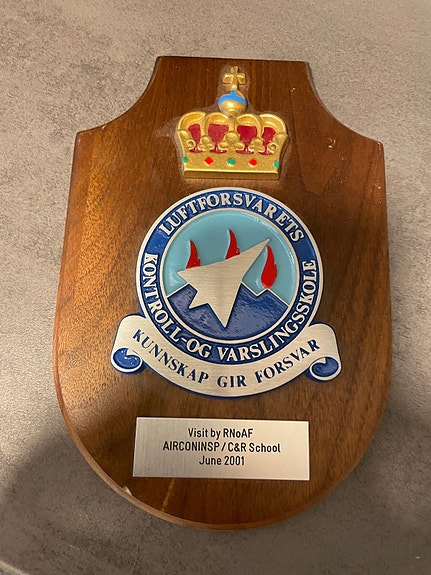 LUFTFORSVARETS
KONTROLL-OG VARSLINGSSKOLE
KUNNSKAP GIR FORSVAR
Visit by RNoAF
AIRCONINSP / C&R School
June 2001